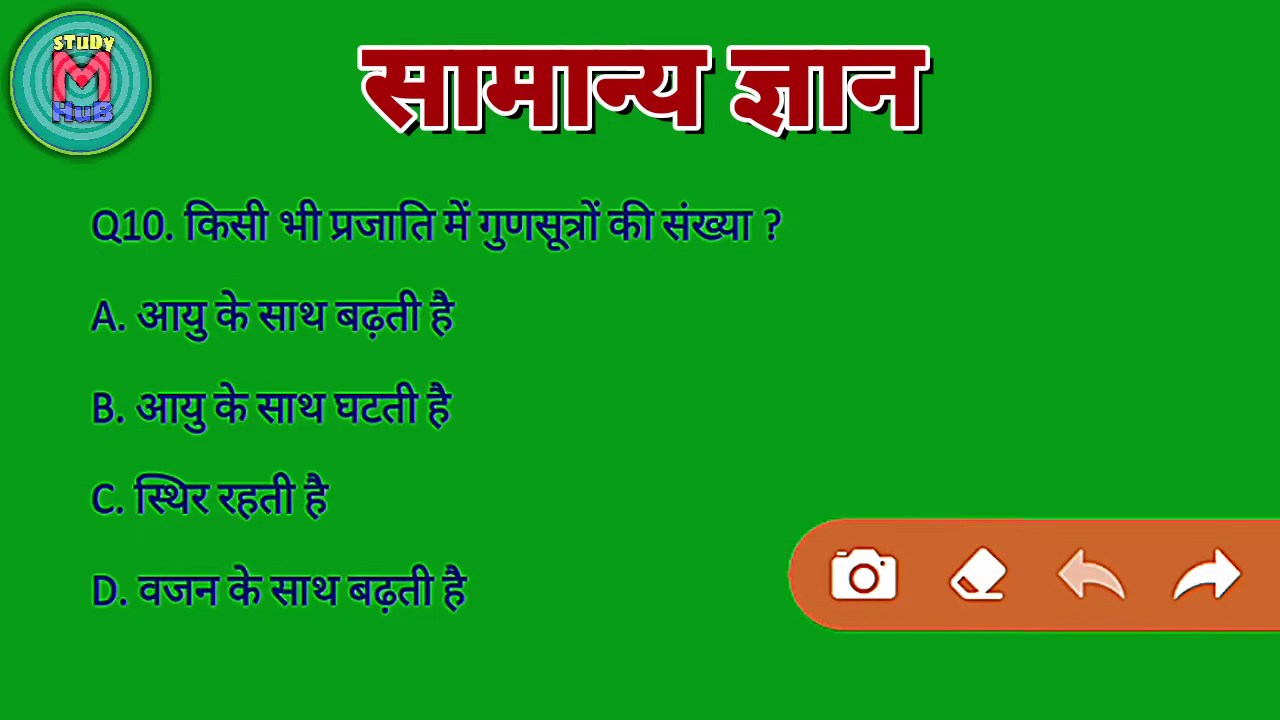 STUDY
M
HUB
सामान्य ज्ञान
Q10. किसी भी प्रजाति में गुणसूत्रों की संख्या ?
A. आयु के साथ बढ़ती है
B. आयु के साथ घटती है
C. स्थिर रहती है
D. वजन के साथ बढ़ती है